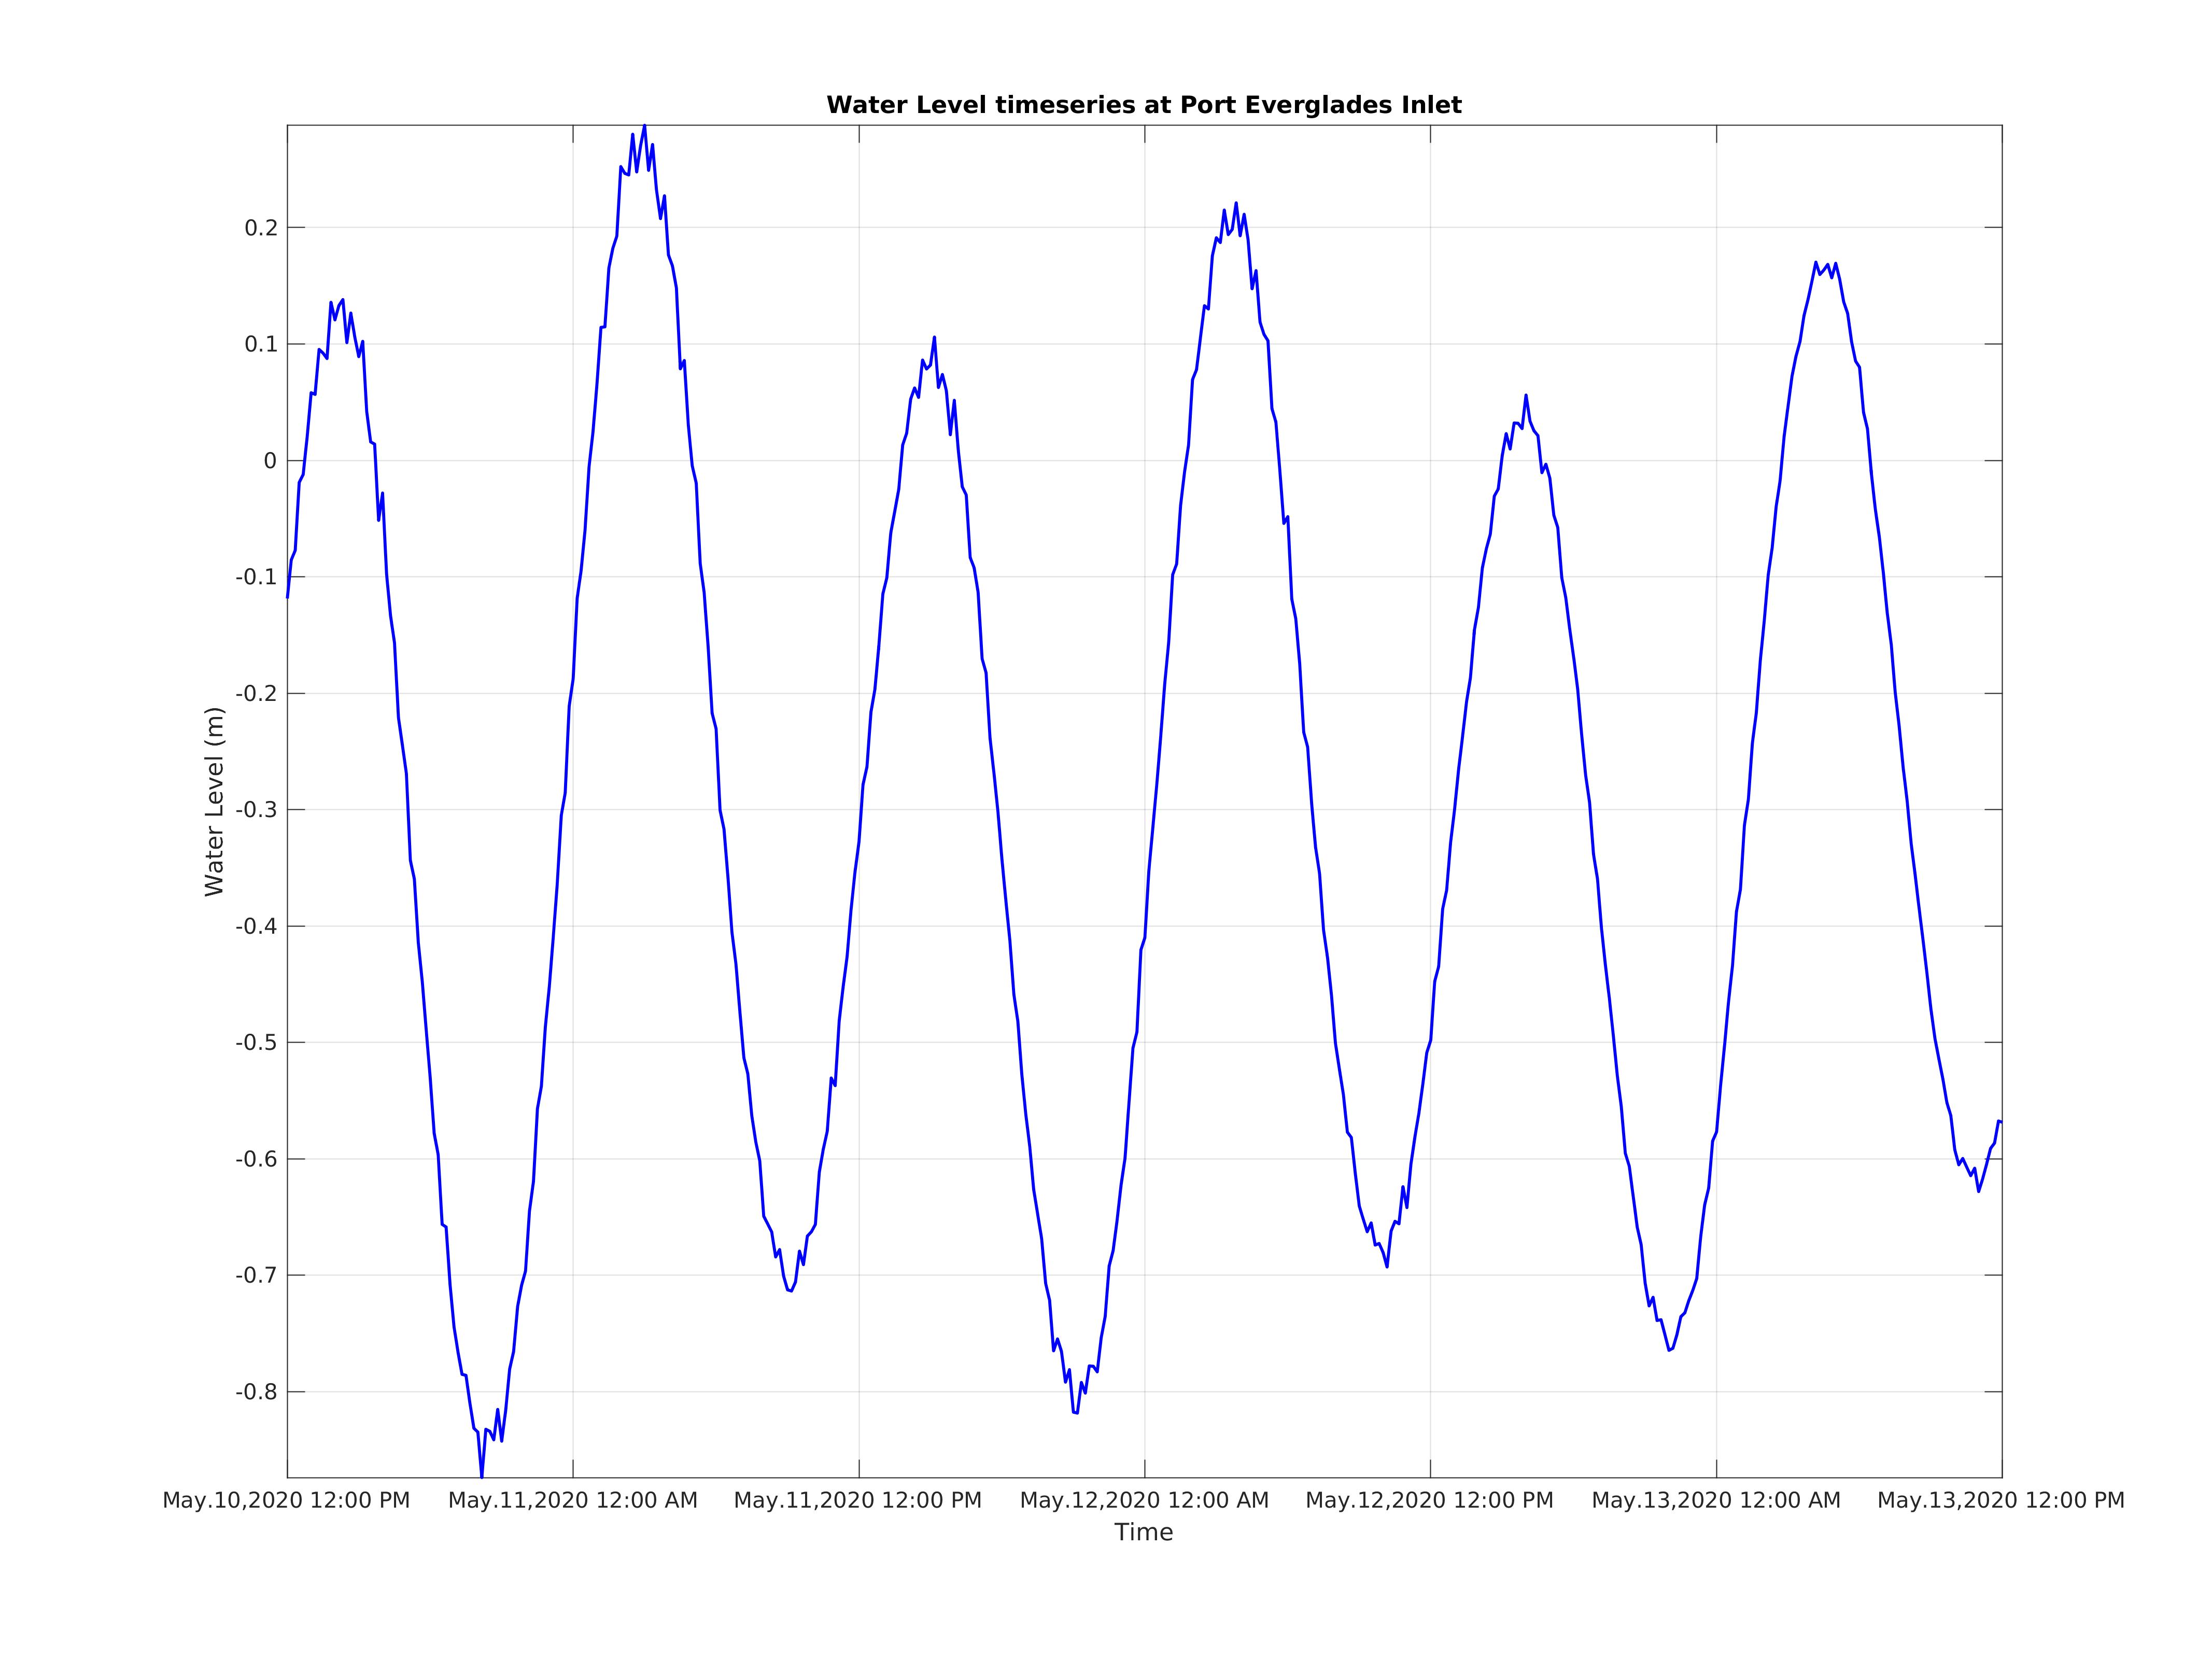 Water Level timeseries at Port Everglades Inlet
0.2
0.1
0
-0.1
-0.2
-0.3
-0.4
-0.5
-0.6
-0.7
-0.8
Water Level (m)
May.10,2020 12:00 PM May.11,2020 12:00 AM May.11,2020 12:00 PM May.12,2020 12:00 AM May.12,2020 12:00 PM May.13,2020 12:00 AM May.13,2020 12:00 PM
Time